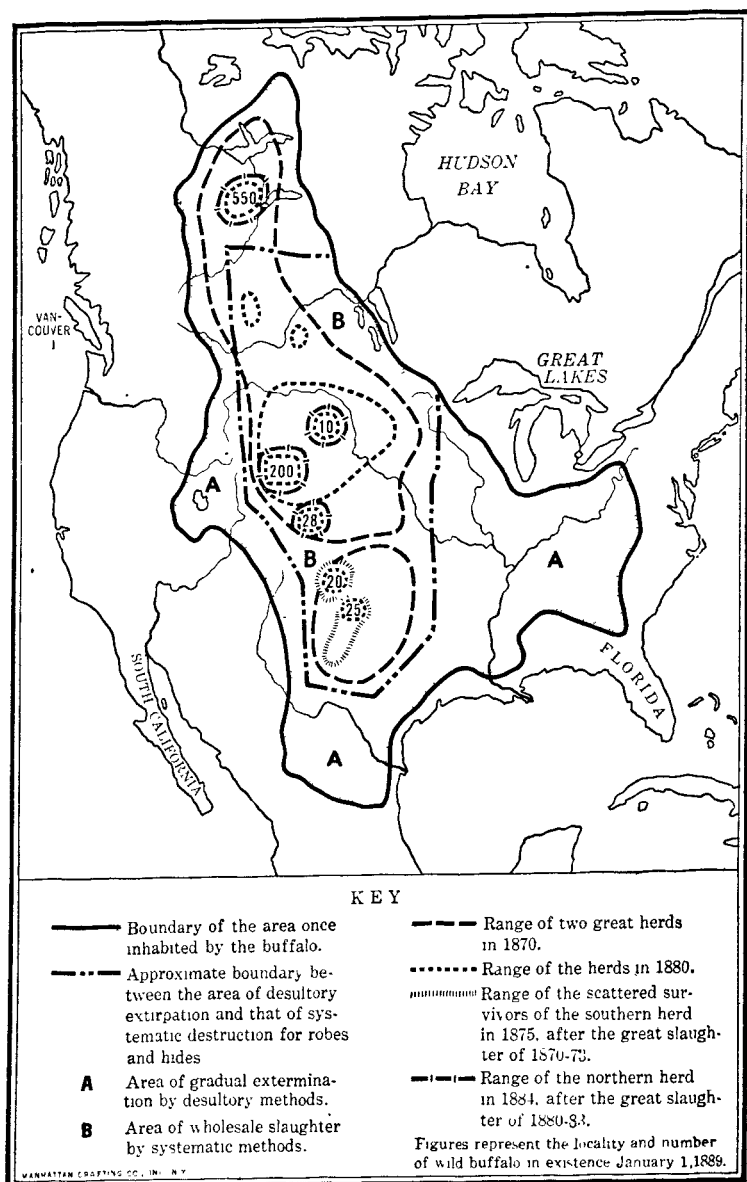 HUDSON
BAY
550
VAN-
COUVER
I
B
GREAT
LAKES
10
200
A
28
B
A
20
25
SOUTH CALIFORNIA
FLORIDA
A
KEY
Boundary of the area once
inhabited by the buffalo.
Approximate boundary be-
tween the area of desultory
extirpation and that of sys-
tematic destruction for robes
and hides
A Area of gradual extermina-
tion by desultory methods.
B Area of wholesale slaughter
by systematic methods.
Range of two great herds
in 1870.
Range of the herds in 1880.
Range of the scattered sur-
vivors of the southern herd
in 1875, after the great slaugh-
ter of 1870-73.
Range of the northern herd
in 1884, after the great slaugh-
ter of 1880-83.
Figures represent the locality and number
of wild buffalo in existence January 1,1889.
MANHATTAN CRAFTING CO., INC. N.Y.